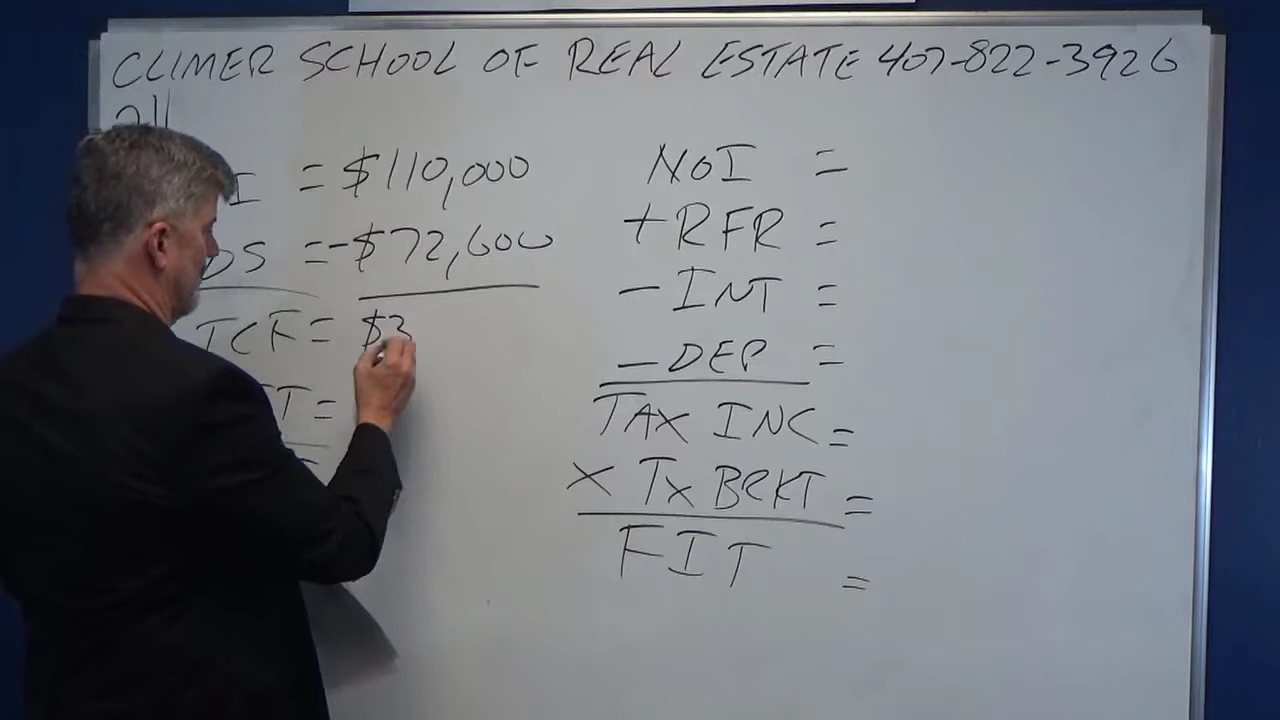 CLIMER SCHOOL OF REAL ESTATE 407-822-3926
I = $110,000
DS = -$72,600
TCF = $3
T =
NOI =
+ RFR =
- INT =
- DEP =
TAX INC =
X TX BRKT =
FIT =